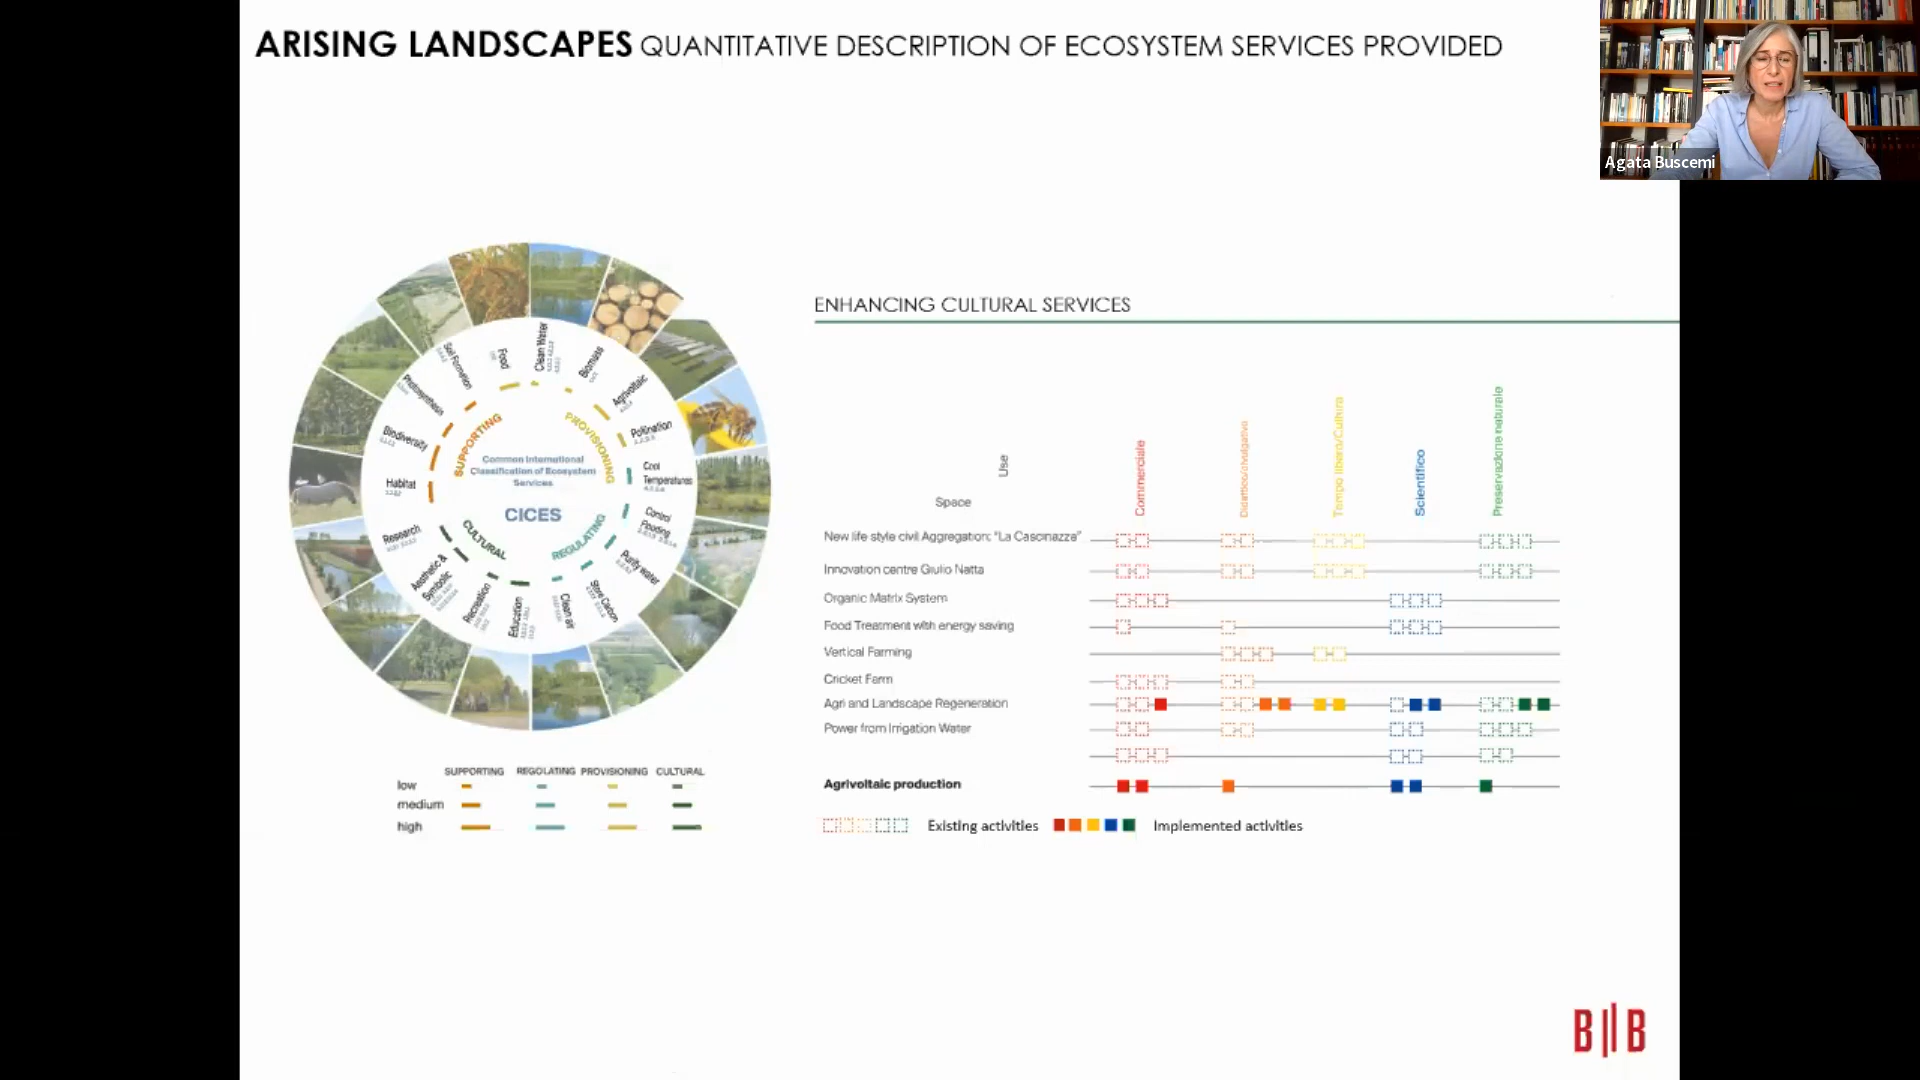 ARISING LANDSCAPES QUANTITATIVE DESCRIPTION OF ECOSYSTEM SERVICES PROVIDED
Agata Buscemi
Soil Formation
Food
Clean Water
Biomass
Agrivoltaic
Pollination
Cool
Temperatures
Control
Flooding
Purify water
Store Carbon
Clean air
Education
Recreation
Aesthetic &
Symbolic
Research
Habitat
Biodiversity
Photosynthesis
SUPPORTING
PROVISIONING
REGULATING
CULTURAL
Common International
Classification of Ecosystem
Services
CICES
SUPPORTING REGOLATING PROVISIONING CULTURAL
low
medium
high
ENHANCING CULTURAL SERVICES
Use
Space
Commerciale
Didattico/divulgativo
Tempo libero/Cultura
Scientifico
Preservazione naturale
New life style civil Aggregation: "La Cascinazza"
Innovation centre Giulio Natta
Organic Matrix System
Food Treatment with energy saving
Vertical Farming
Cricket Farm
Agri and Landscape Regeneration
Power from Irrigation Water
Agrivoltaic production
Existing activities
Implemented activities
B B